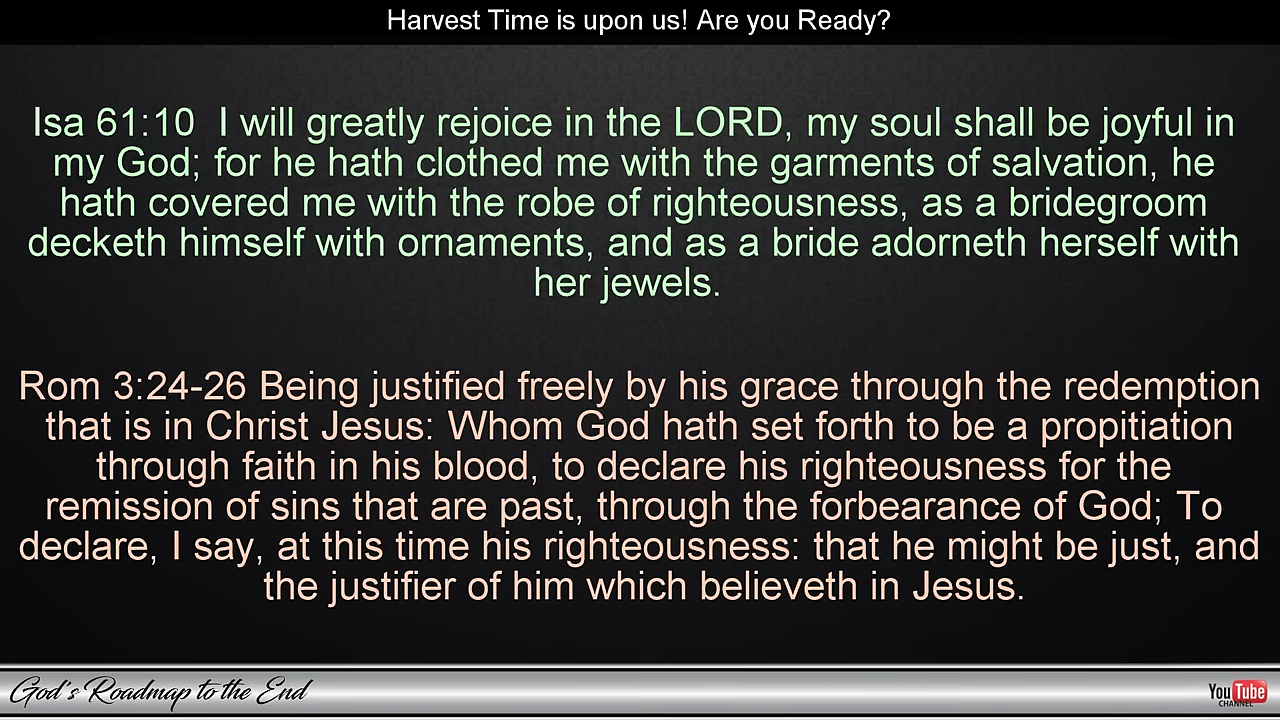 Harvest Time is upon us! Are you Ready?
Isa 61:10  I will greatly rejoice in the LORD, my soul shall be joyful in
my God; for he hath clothed me with the garments of salvation, he
hath covered me with the robe of righteousness, as a bridegroom
decketh himself with ornaments, and as a bride adorneth herself with
her jewels.
Rom 3:24-26 Being justified freely by his grace through the redemption
that is in Christ Jesus: Whom God hath set forth to be a propitiation
through faith in his blood, to declare his righteousness for the
remission of sins that are past, through the forbearance of God; To
declare, I say, at this time his righteousness: that he might be just, and
the justifier of him which believeth in Jesus.
God's Roadmap to the End
YouTube
CHANNEL